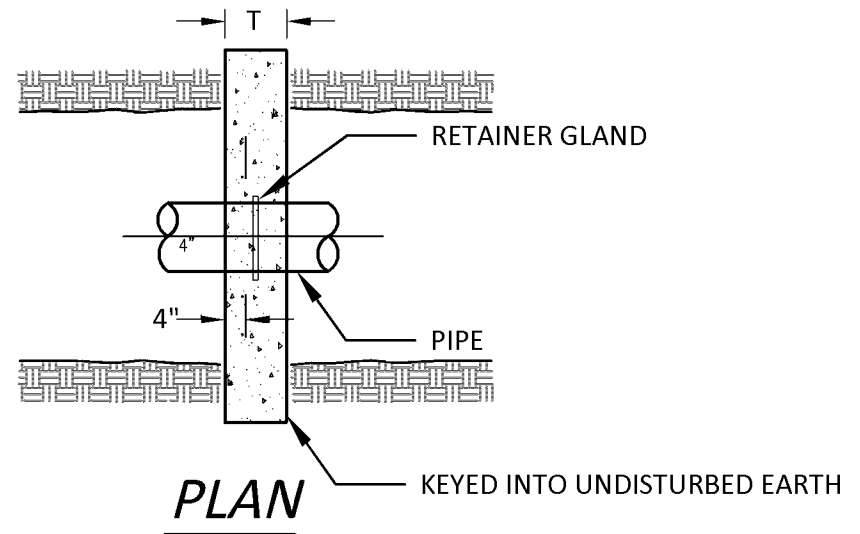 T
RETAINER GLAND
4"
4"
PIPE
KEYED INTO UNDISTURBED EARTH
PLAN